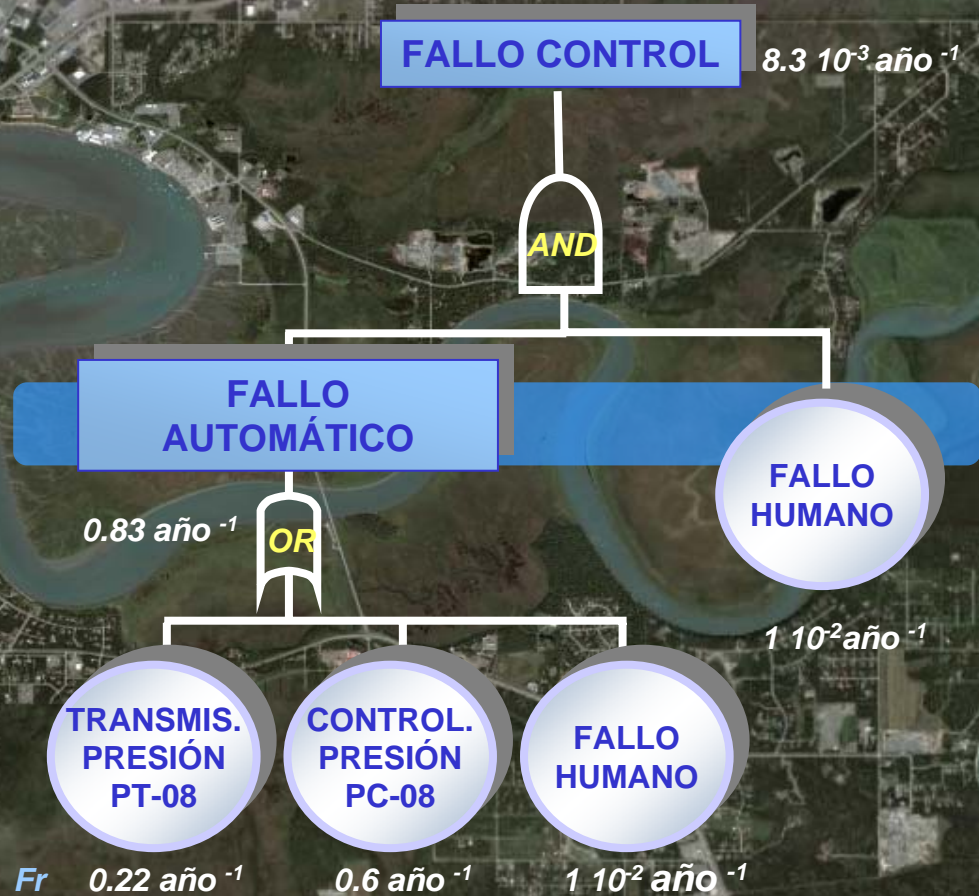 FALLO CONTROL
8.3 10⁻³ año ⁻¹
AND
FALLO
AUTOMÁTICO
FALLO
HUMANO
0.83 año ⁻¹
OR
1 10⁻² año ⁻¹
TRANSMIS.
PRESIÓN
PT-08
CONTROL.
PRESIÓN
PC-08
FALLO
HUMANO
Fr 0.22 año ⁻¹ 0.6 año ⁻¹ 1 10⁻² año ⁻¹